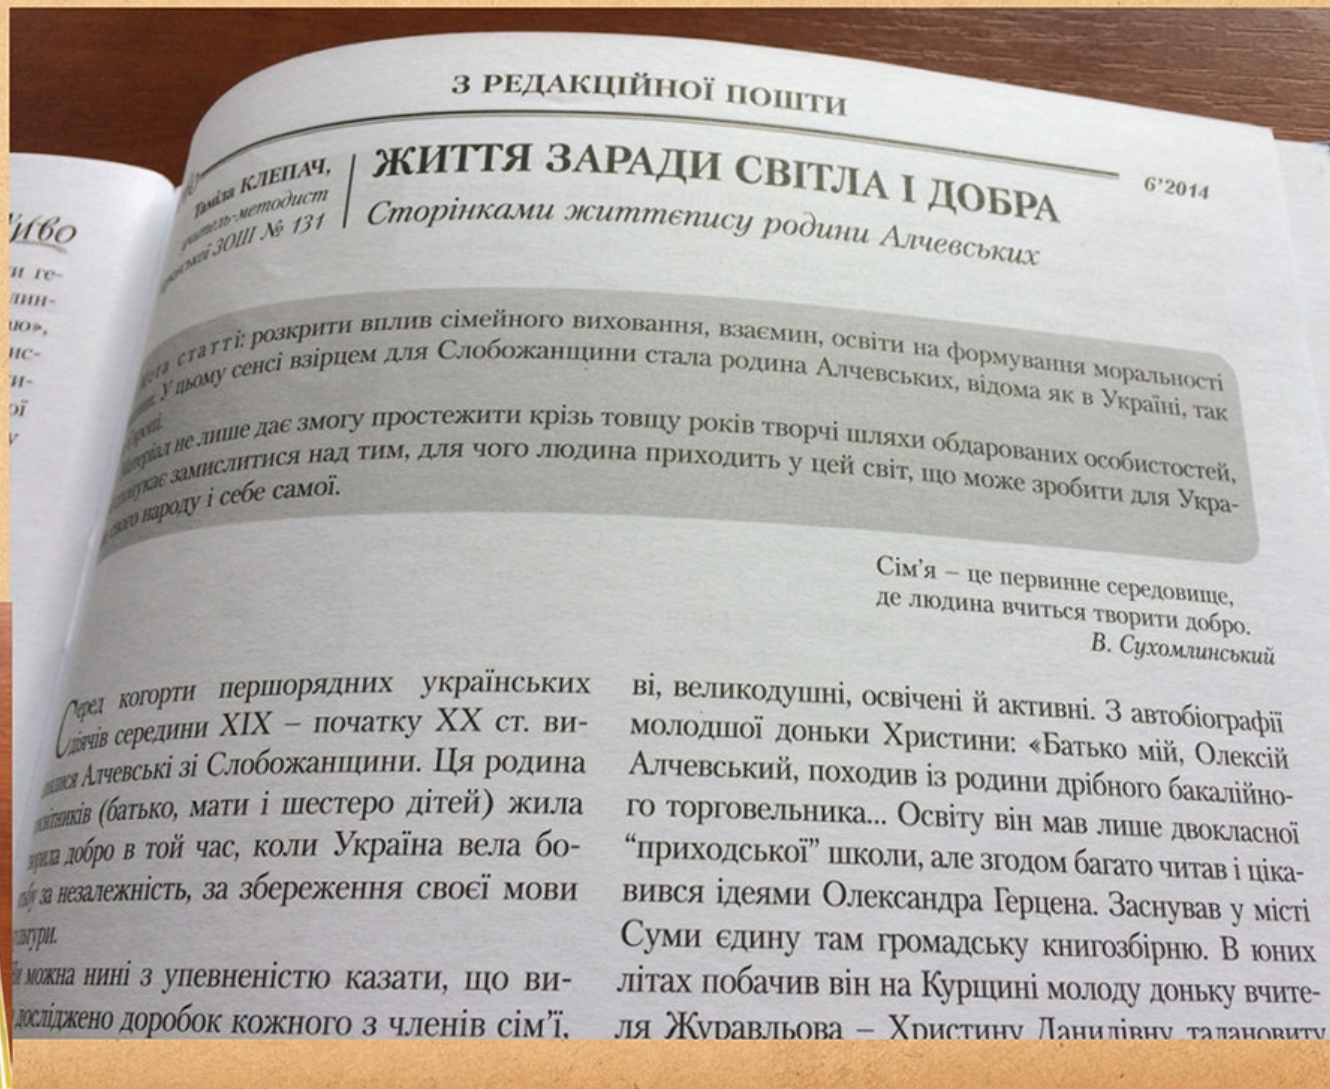 З РЕДАКЦІЙНОЇ ПОШТИ
6’2014
Таміла КЛЕПАЧ,
учитель-методист
ЗОШ № 131
ЖИТТЯ ЗАРАДИ СВІТЛА І ДОБРА
Сторінками життєпису родини Алчевських
Мета статті: розкрити вплив сімейного виховання, взаємин, освіти на формування моральності
У цьому сенсі взірцем для Слобожанщини стала родина Алчевських, відома як в Україні, так
Матеріал не лише дає змогу простежити крізь товщу років творчі шляхи обдарованих особистостей,
замислитися над тим, для чого людина приходить у цей світ, що може зробити для Укра-
свого народу і себе самої.
Сім’я – це первинне середовище,
де людина вчиться творити добро.
В. Сухомлинський
Серед когорти першорядних українських
діячів середини XIX – початку XX ст. ви-
Алчевські зі Слобожанщини. Ця родина
(батько, мати і шестеро дітей) жила
добро в той час, коли Україна вела бо-
за незалежність, за збереження своєї мови
можна нині з упевненістю казати, що ви-
досліджено доробок кожного з членів сім’ї,
ві, великодушні, освічені й активні. З автобіографії
молодшої доньки Христини: «Батько мій, Олексій
Алчевський, походив із родини дрібного бакалійно-
го торговельника... Освіту він мав лише двокласної
“приходської” школи, але згодом багато читав і ціка-
вився ідеями Олександра Герцена. Заснував у місті
Суми єдину там громадську книгозбірню. В юних
літах побачив він на Курщині молоду доньку вчите-
ля Журавльова – Христину Данилівну, талановиту